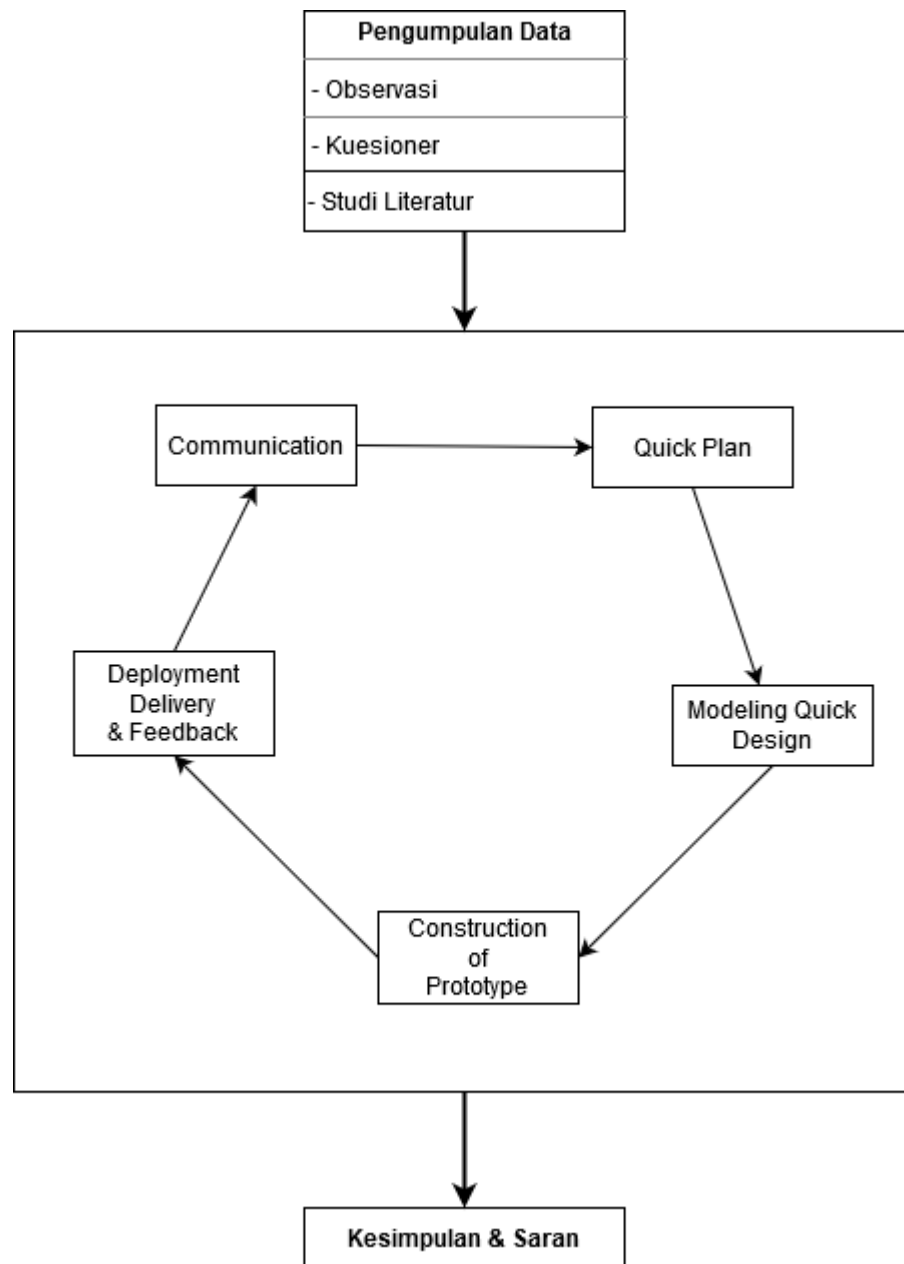 Pengumpulan Data
- Observasi
- Kuesioner
- Studi Literatur
Communication
Quick Plan
Deployment
Delivery
& Feedback
Modeling Quick
Design
Construction
of
Prototype
Kesimpulan & Saran